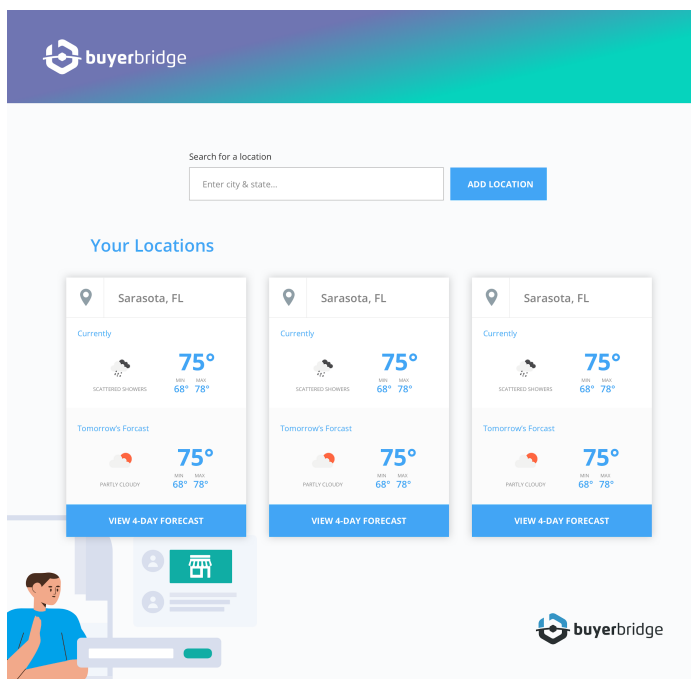 buyerbridge
Search for a location
Enter city & state...
ADD LOCATION
Your Locations
Sarasota, FL
Currently
75°
SCATTERED SHOWERS
MIN MAX
68° 78°
Tomorrow's Forcast
75°
PARTLY CLOUDY
MIN MAX
68° 78°
VIEW 4-DAY FORECAST
Sarasota, FL
Currently
75°
SCATTERED SHOWERS
MIN MAX
68° 78°
Tomorrow's Forcast
75°
PARTLY CLOUDY
MIN MAX
68° 78°
VIEW 4-DAY FORECAST
Sarasota, FL
Currently
75°
SCATTERED SHOWERS
MIN MAX
68° 78°
Tomorrow's Forcast
75°
PARTLY CLOUDY
MIN MAX
68° 78°
VIEW 4-DAY FORECAST
buyerbridge